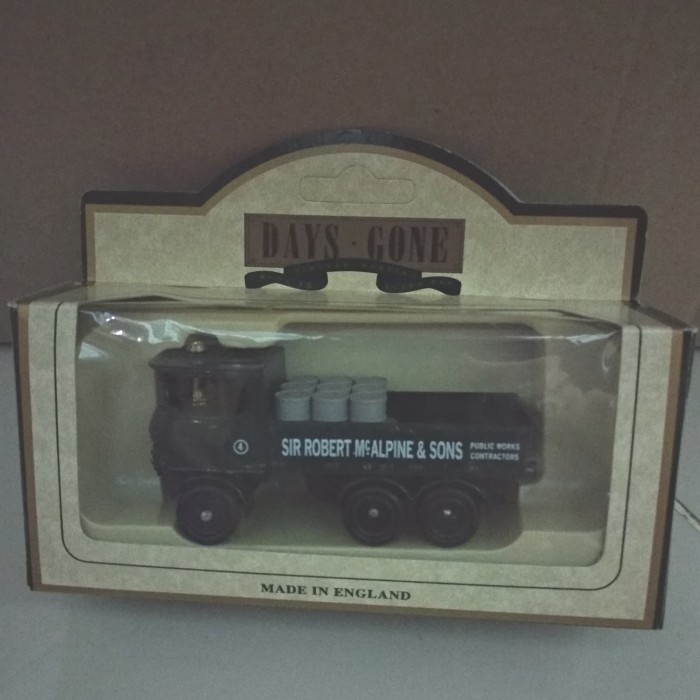 DAYS-GONE
4
SIR ROBERT McALPINE & SONS
PUBLIC WORKS
CONTRACTORS
MADE IN ENGLAND